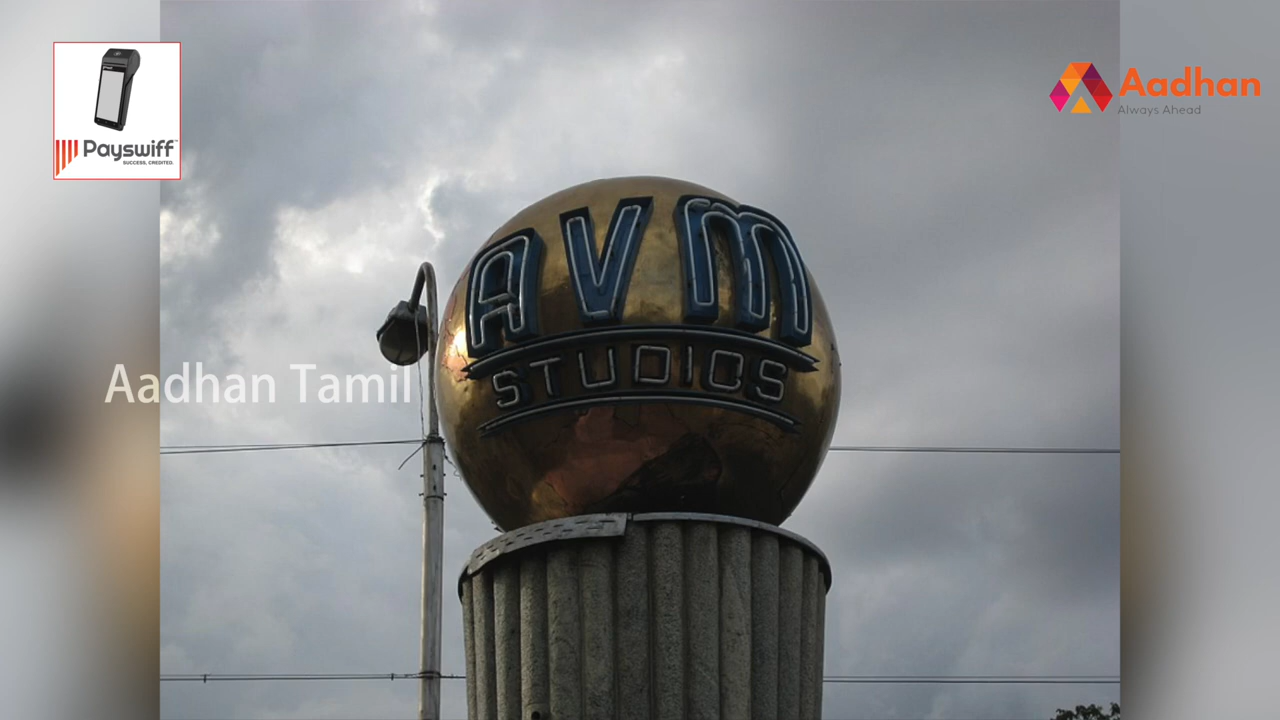 Payswiff
SUCCESS, CREDITED.
Aadhan
Always Ahead
AVM
STUDIOS
Aadhan Tamil